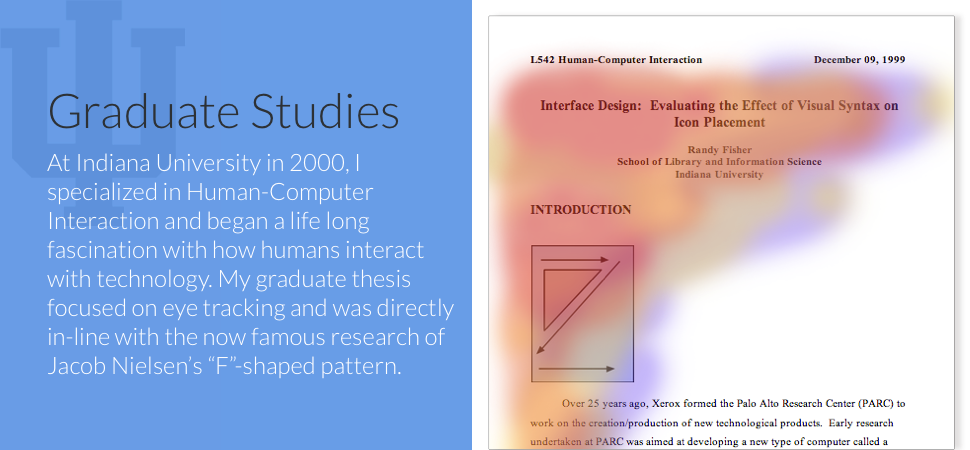 Graduate Studies
At Indiana University in 2000, I
specialized in Human-Computer
Interaction and began a life long
fascination with how humans interact
with technology. My graduate thesis
focused on eye tracking and was directly
in-line with the now famous research of
Jacob Nielsen's “F”-shaped pattern.
L542 Human-Computer Interaction December 09, 1999
Interface Design: Evaluating the Effect of Visual Syntax on
Icon Placement
Randy Fisher
School of Library and Information Science
Indiana University
INTRODUCTION
Over 25 years ago, Xerox formed the Palo Alto Research Center (PARC) to
work on the creation/production of new technological products. Early research
undertaken at PARC was aimed at developing a new type of computer called a